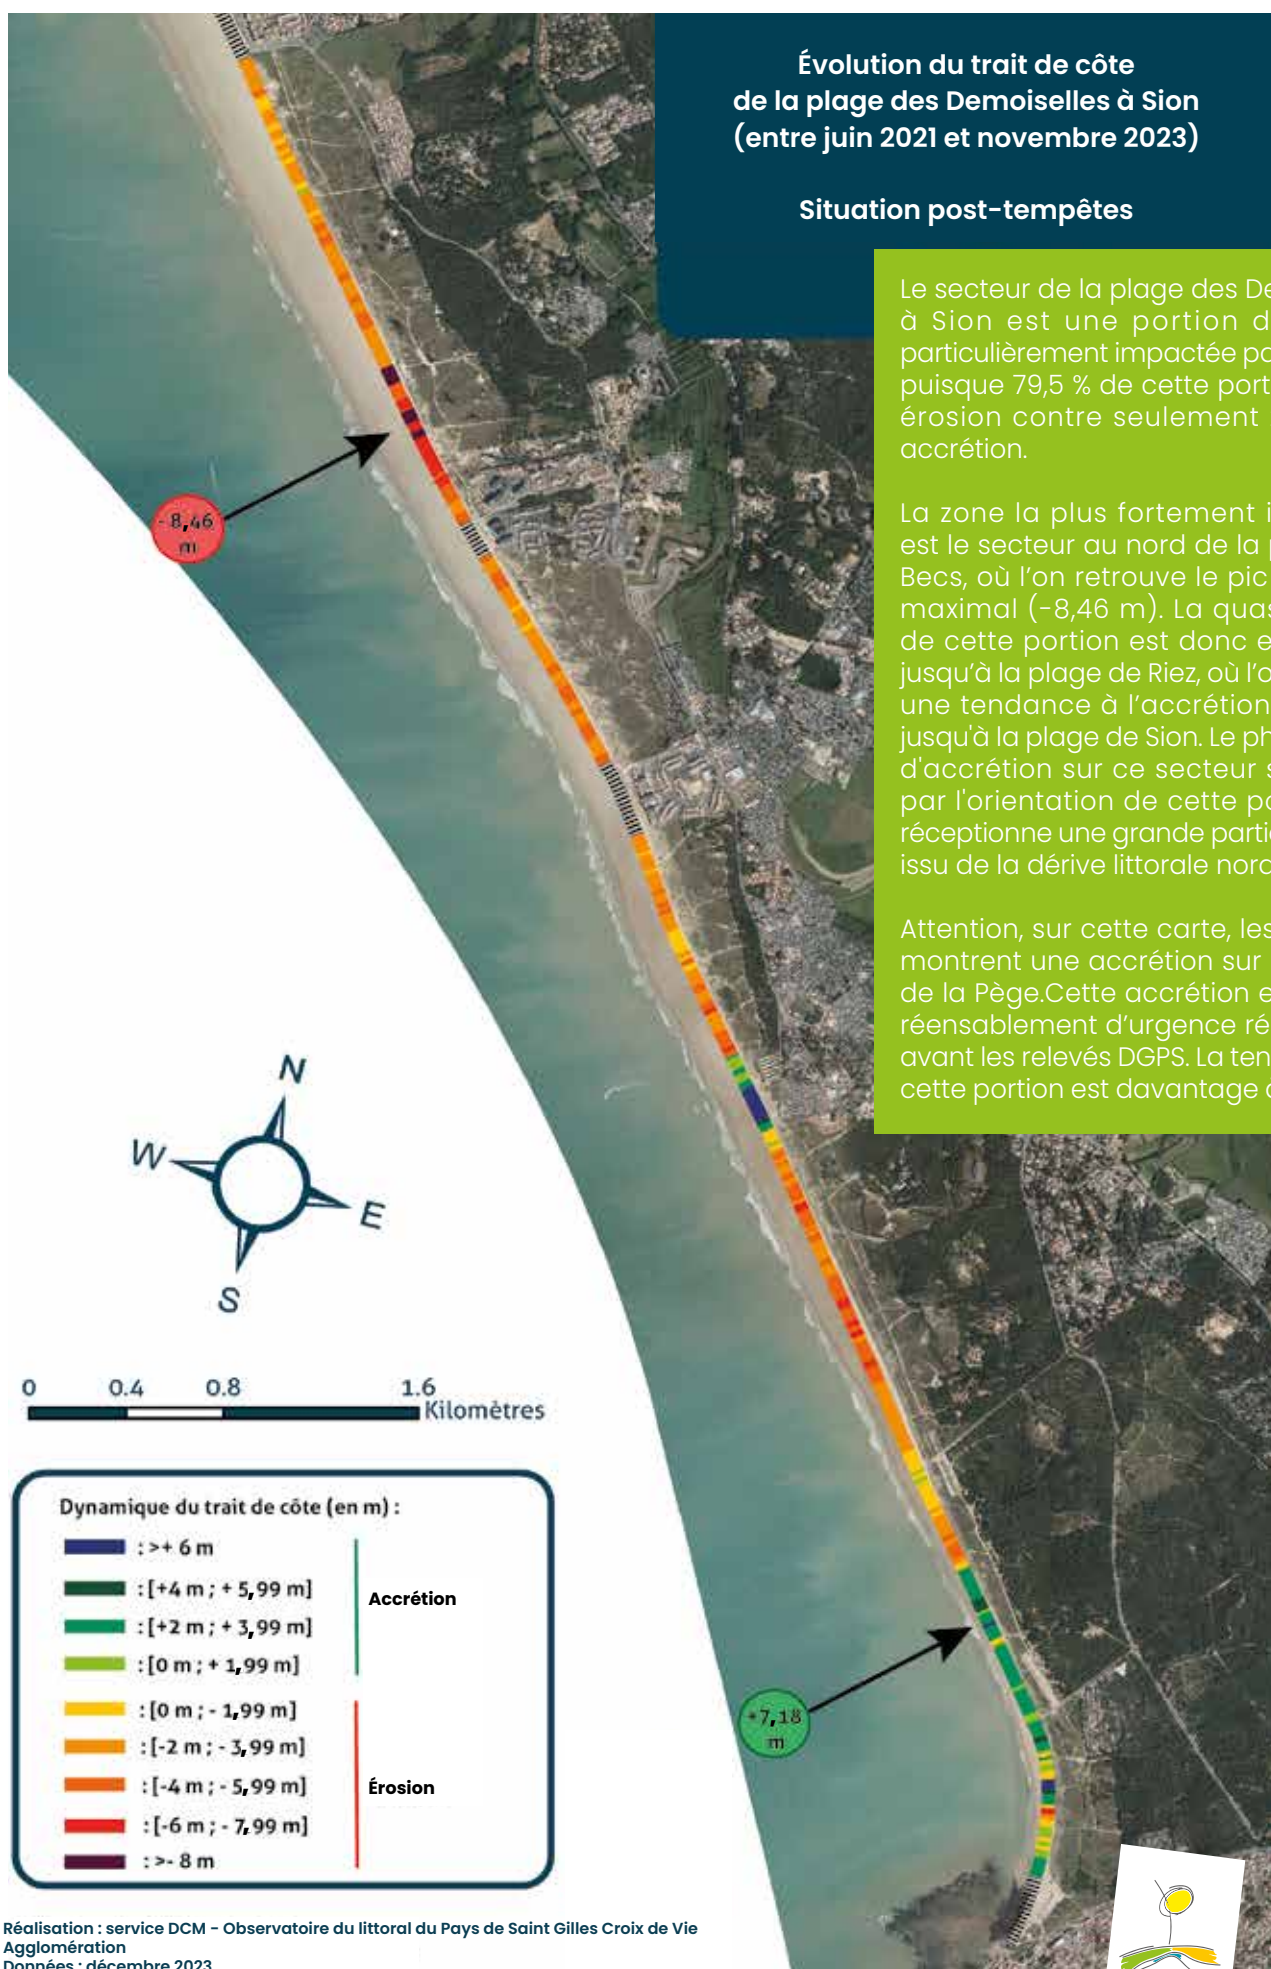 Évolution du trait de côte
de la plage des Demoiselles à Sion
(entre juin 2021 et novembre 2023)
Situation post-tempêtes
Le secteur de la plage des De
à Sion est une portion d
particulièrement impactée pa
puisque 79,5 % de cette port
érosion contre seulement
accrétion.
La zone la plus fortement i
est le secteur au nord de la
Becs, où l'on retrouve le pic
maximal (-8,46 m). La quas
de cette portion est donc e
jusqu'à la plage de Riez, où l'o
une tendance à l'accrétion
jusqu'à la plage de Sion. Le ph
d'accrétion sur ce secteur s
par l'orientation de cette po
réceptionne une grande partie
issu de la dérive littorale nord
Attention, sur cette carte, les
montrent une accrétion sur
de la Pège.Cette accrétion e
réensablement d'urgence ré
avant les relevés DGPS. La ten
cette portion est davantage
- 8,46
m
N
W
E
S
0 0.4 0.8 1.6
Kilomètres
Dynamique du trait de côte (en m) :
: >+ 6 m
: [+4 m ; + 5,99 m]
: [+2 m ; + 3,99 m]
: [0 m ; + 1,99 m]
Accrétion
: [0 m ; - 1,99 m]
: [-2 m ; - 3,99 m]
: [-4 m ; - 5,99 m]
: [-6 m ; - 7,99 m]
: >- 8 m
Érosion
+7,18
m
Réalisation : service DCM - Observatoire du littoral du Pays de Saint Gilles Croix de Vie
Agglomération
Données : décembre 2023